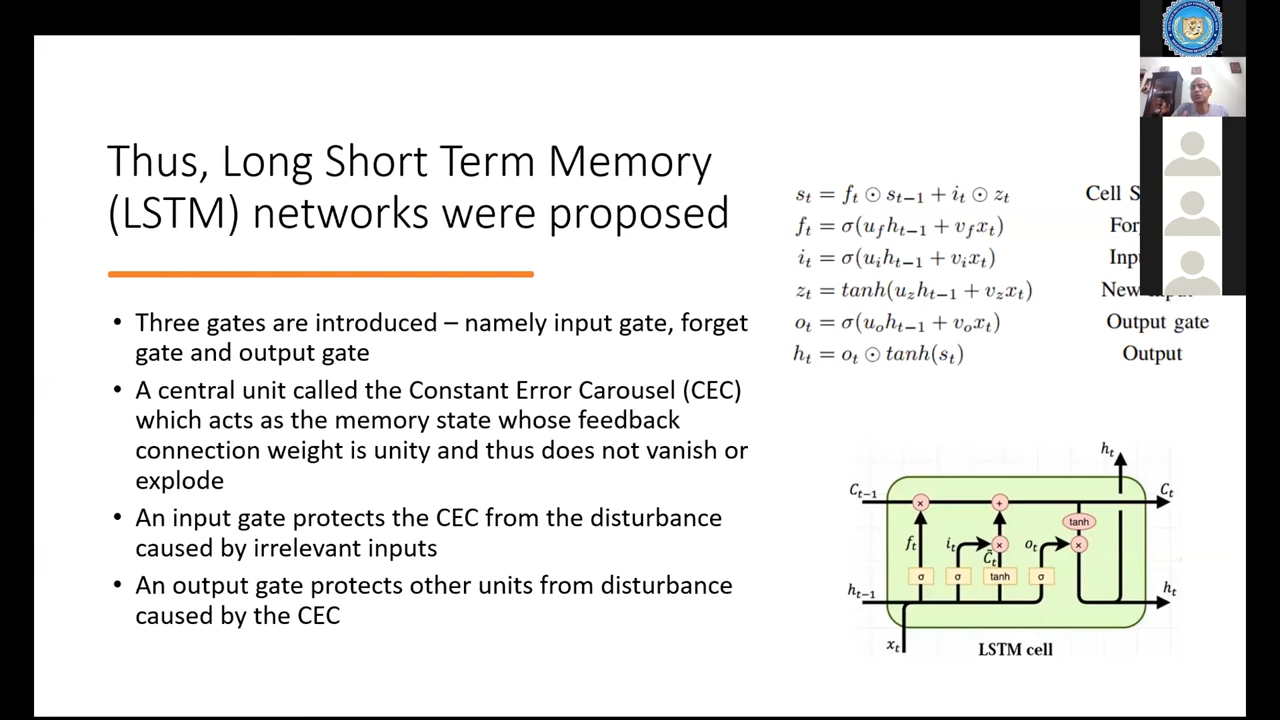 Thus, Long Short Term Memory
(LSTM) networks were proposed
• Three gates are introduced – namely input gate, forget
gate and output gate
• A central unit called the Constant Error Carousel (CEC)
which acts as the memory state whose feedback
connection weight is unity and thus does not vanish or
explode
• An input gate protects the CEC from the disturbance
caused by irrelevant inputs
• An output gate protects other units from disturbance
caused by the CEC
s_t = f_t ⊙ s_{t−1} + i_t ⊙ z_t Cell
f_t = σ(u_f h_{t−1} + v_f x_t)
i_t = σ(u_i h_{t−1} + v_i x_t)
z_t = tanh(u_z h_{t−1} + v_z x_t) New
o_t = σ(u_o h_{t−1} + v_o x_t) Output gate
h_t = o_t ⊙ tanh(s_t) Output
h_t
C_{t-1} × + C_t
tanh
f_t i_t × o_t ×
C̃_t
σ σ tanh σ
h_{t-1} h_t
x_t
LSTM cell